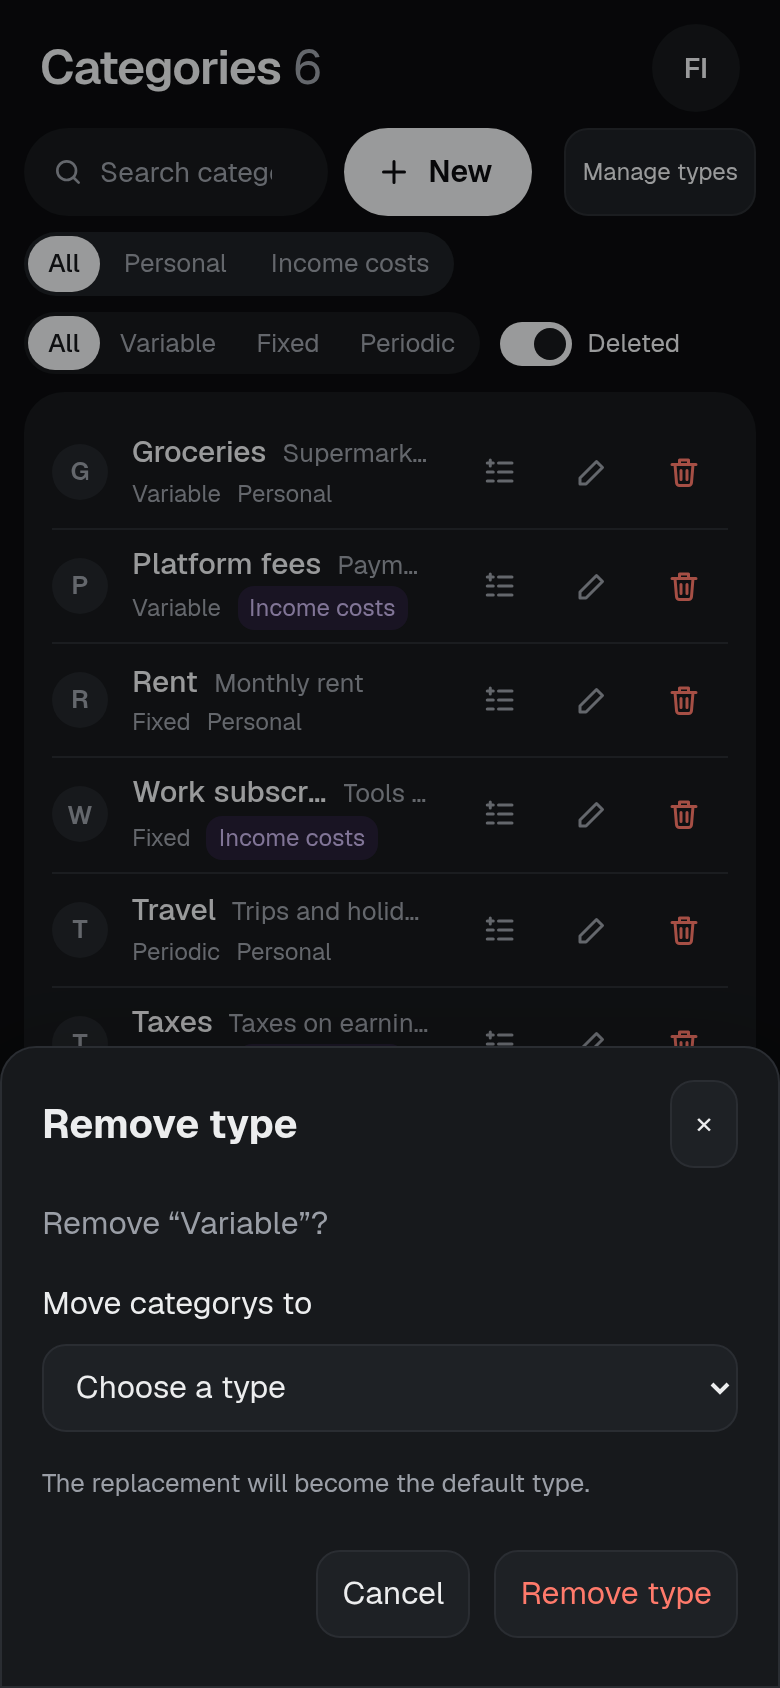 Categories 6
FI
Search categ
New
Manage types
All Personal Income costs
All Variable Fixed Periodic Deleted
G Groceries Supermark...
Variable Personal
P Platform fees Paym...
Variable Income costs
R Rent Monthly rent
Fixed Personal
W Work subscr... Tools ...
Fixed Income costs
T Travel Trips and holid...
Periodic Personal
T Taxes Taxes on earnin...
Remove type
×
Remove “Variable”?
Move categorys to
Choose a type
The replacement will become the default type.
Cancel Remove type